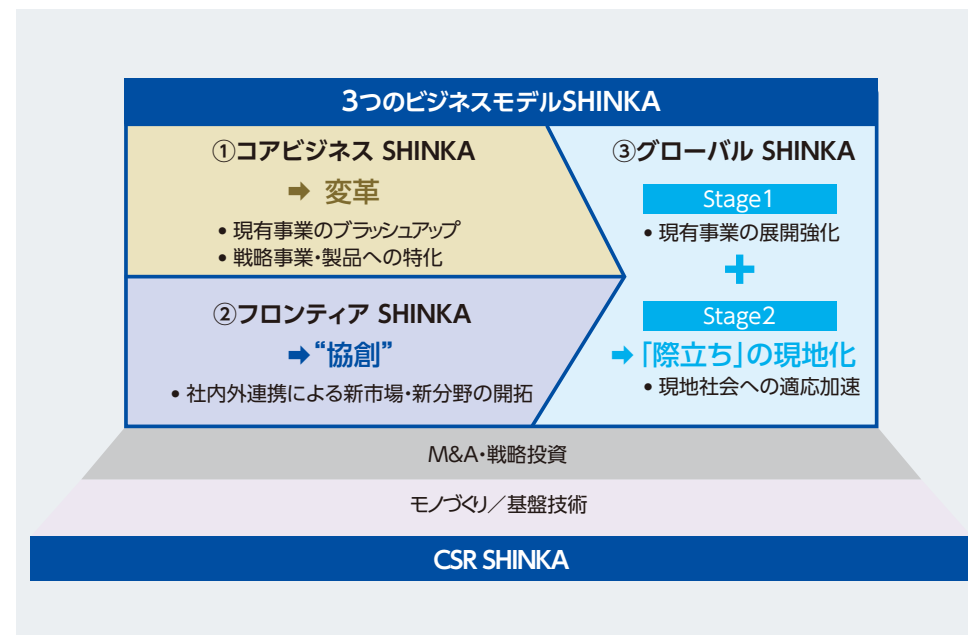 3つのビジネスモデルSHINKA
①コアビジネス SHINKA
➡ 変革
• 現有事業のブラッシュアップ
• 戦略事業・製品への特化
②フロンティア SHINKA
➡“協創”
• 社内外連携による新市場・新分野の開拓
③グローバル SHINKA
Stage1
• 現有事業の展開強化
+
Stage2
➡「際立ち」の現地化
• 現地社会への適応加速
M&A・戦略投資
モノづくり／基盤技術
CSR SHINKA